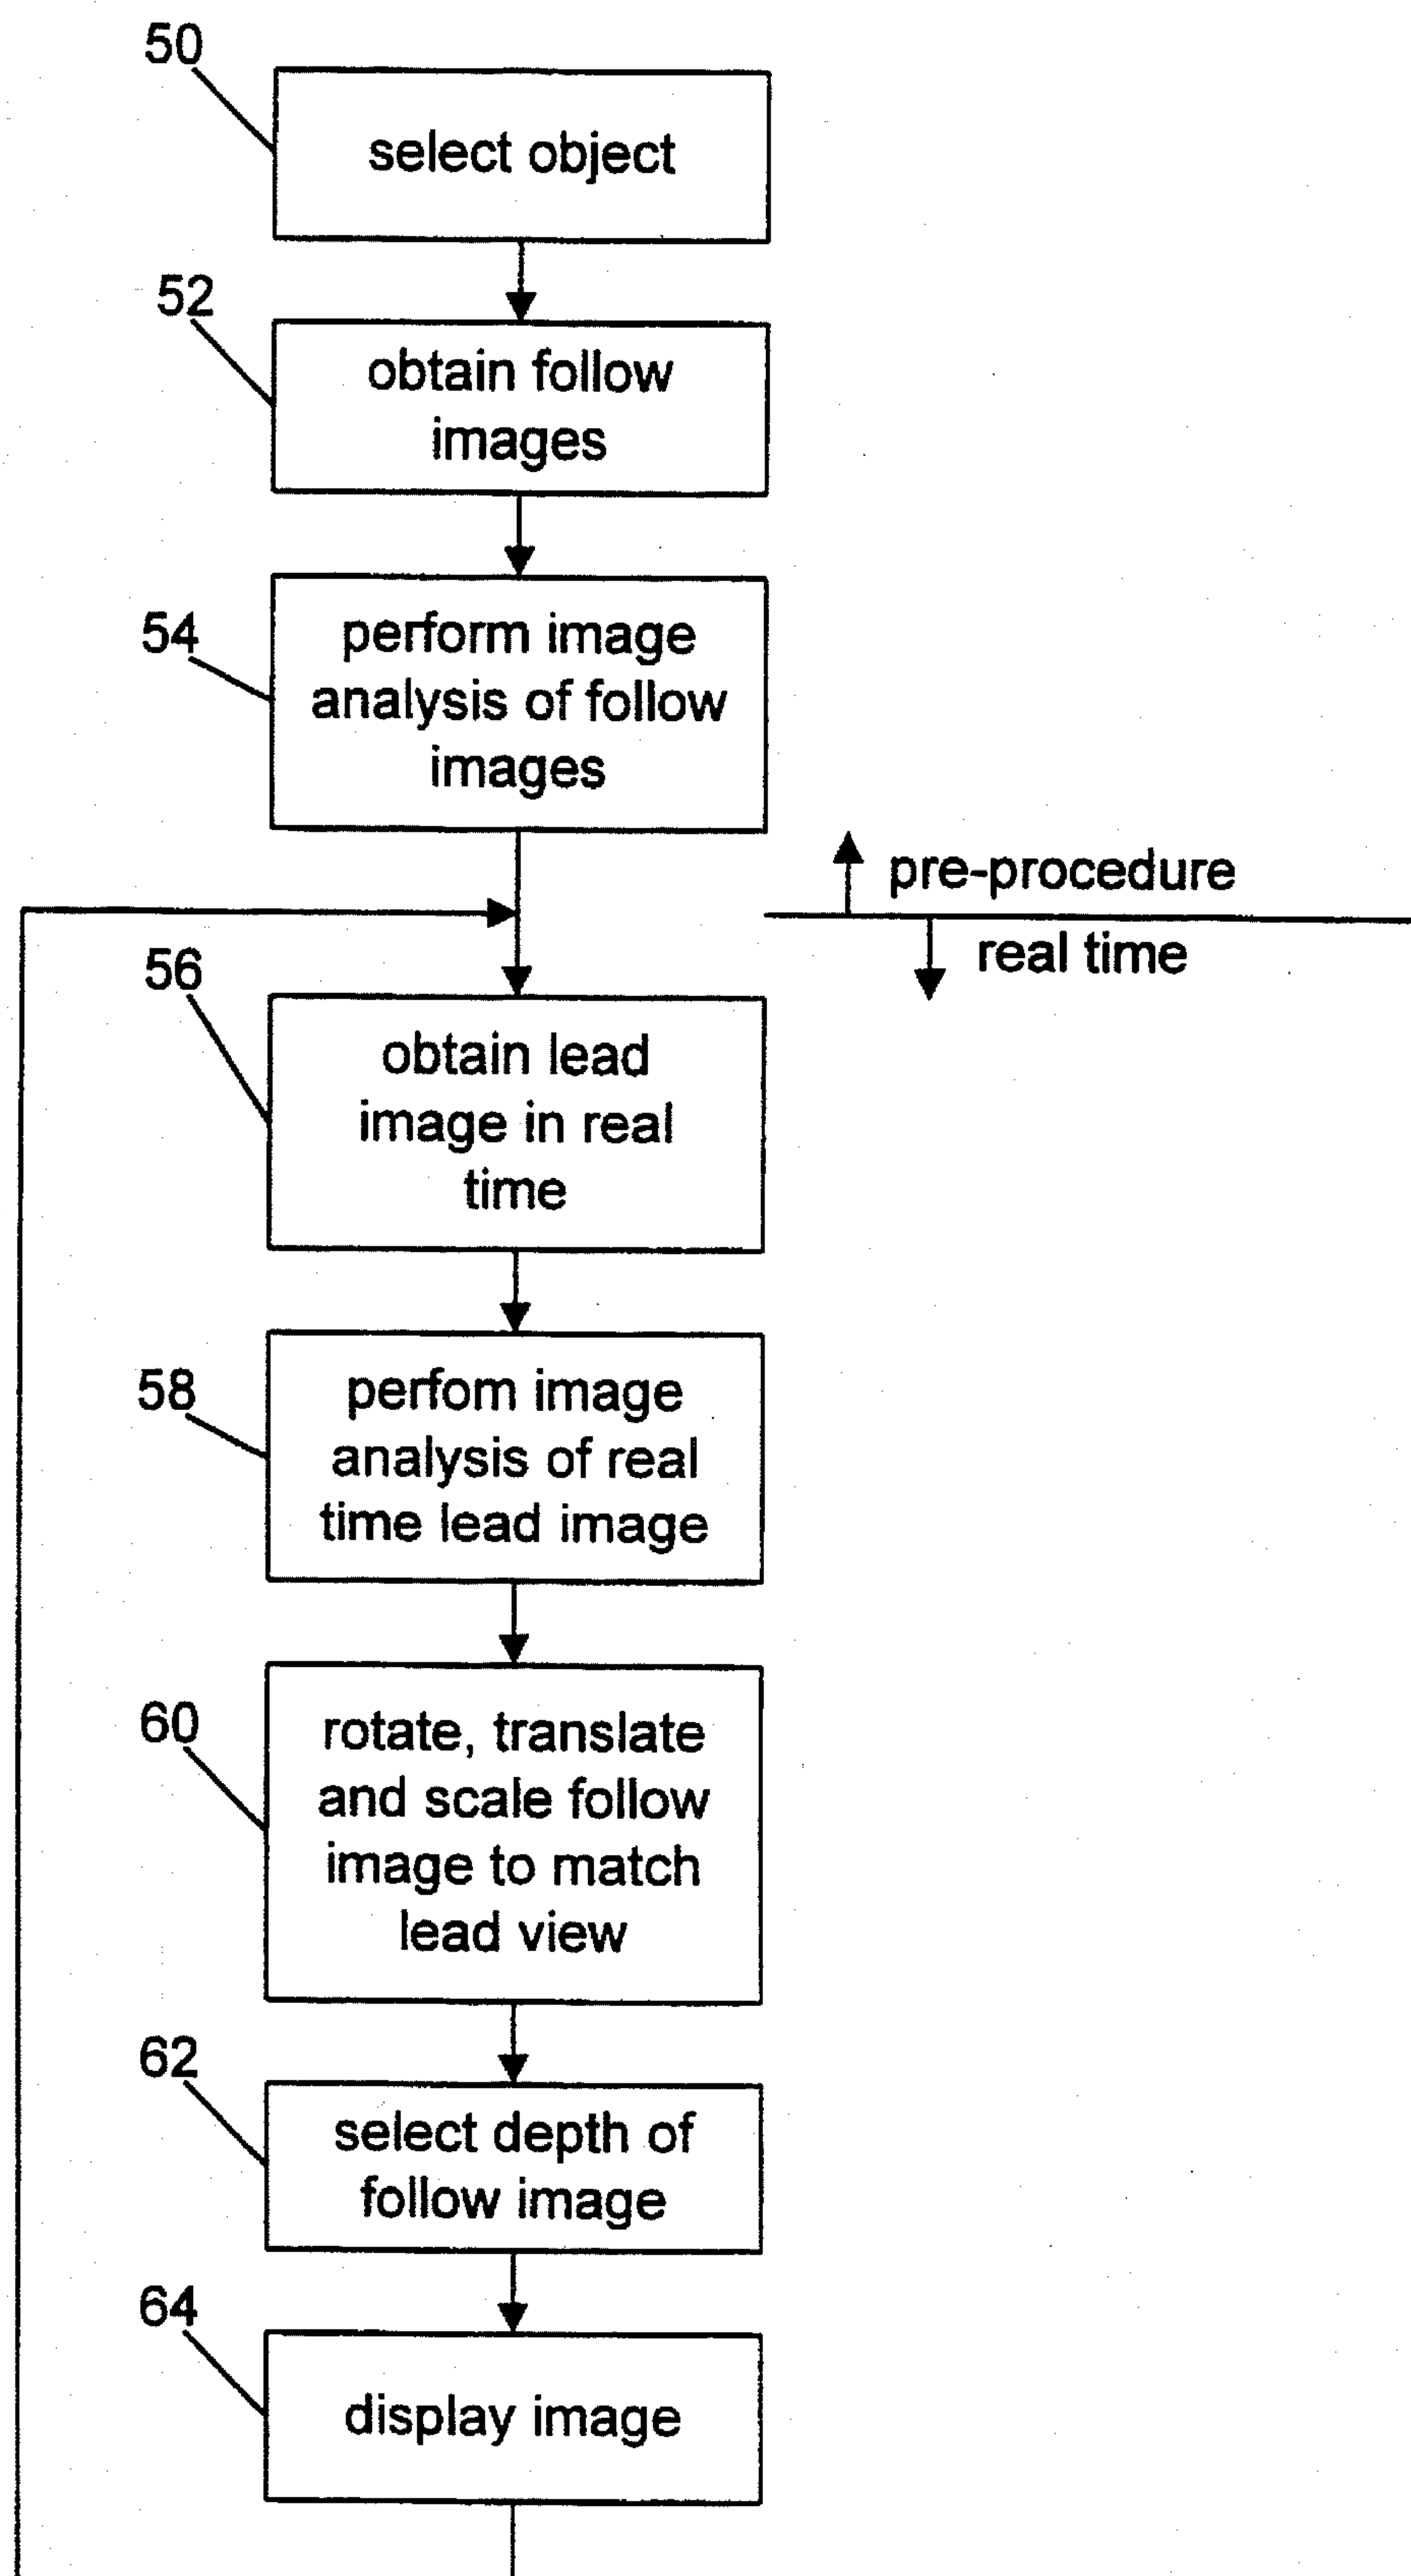 50
select object
52
obtain follow
images
54
perform image
analysis of follow
images
pre-procedure
real time
56
obtain lead
image in real
time
58
perfom image
analysis of real
time lead image
60
rotate, translate
and scale follow
image to match
lead view
62
select depth of
follow image
64
display image